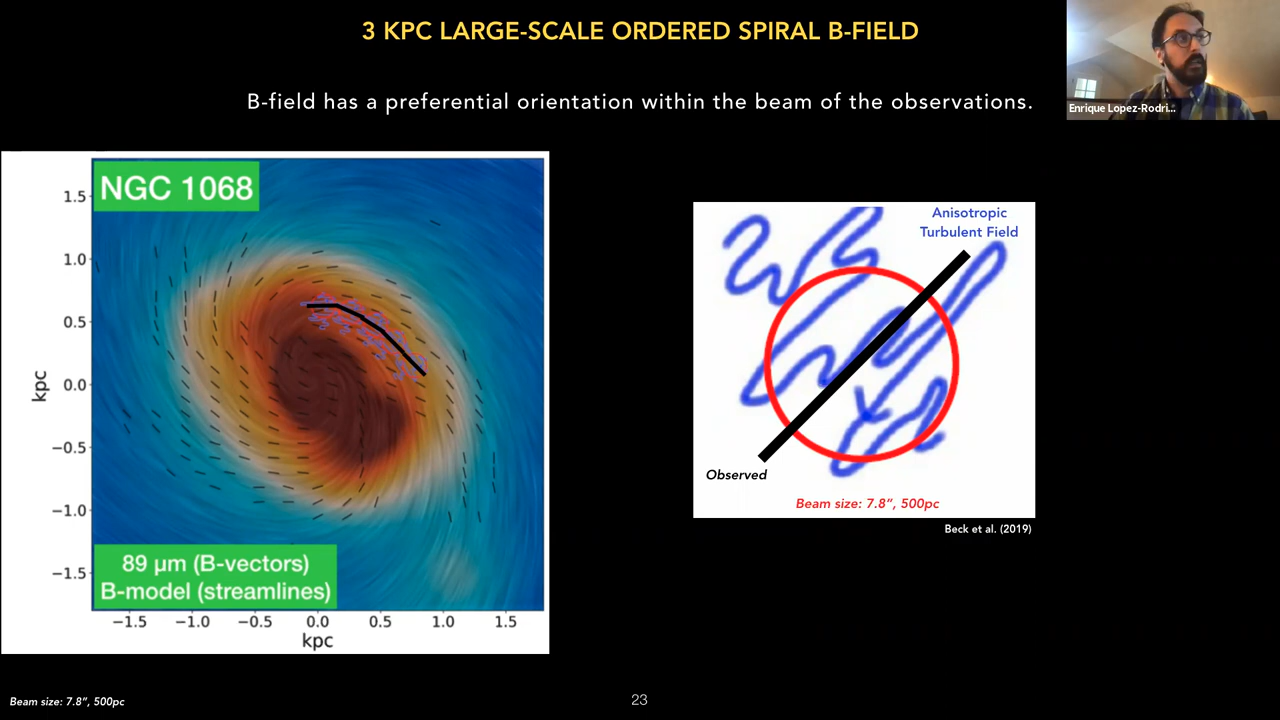 3 KPC LARGE-SCALE ORDERED SPIRAL B-FIELD
Enrique Lopez-Rodri...
B-field has a preferential orientation within the beam of the observations.
NGC 1068
1.5
1.0
0.5
0.0
−0.5
−1.0
−1.5
kpc
89 µm (B-vectors)
B-model (streamlines)
−1.5 −1.0 −0.5 0.0 0.5 1.0 1.5
kpc
Anisotropic
Turbulent Field
Observed
Beam size: 7.8”, 500pc
Beck et al. (2019)
Beam size: 7.8”, 500pc
23